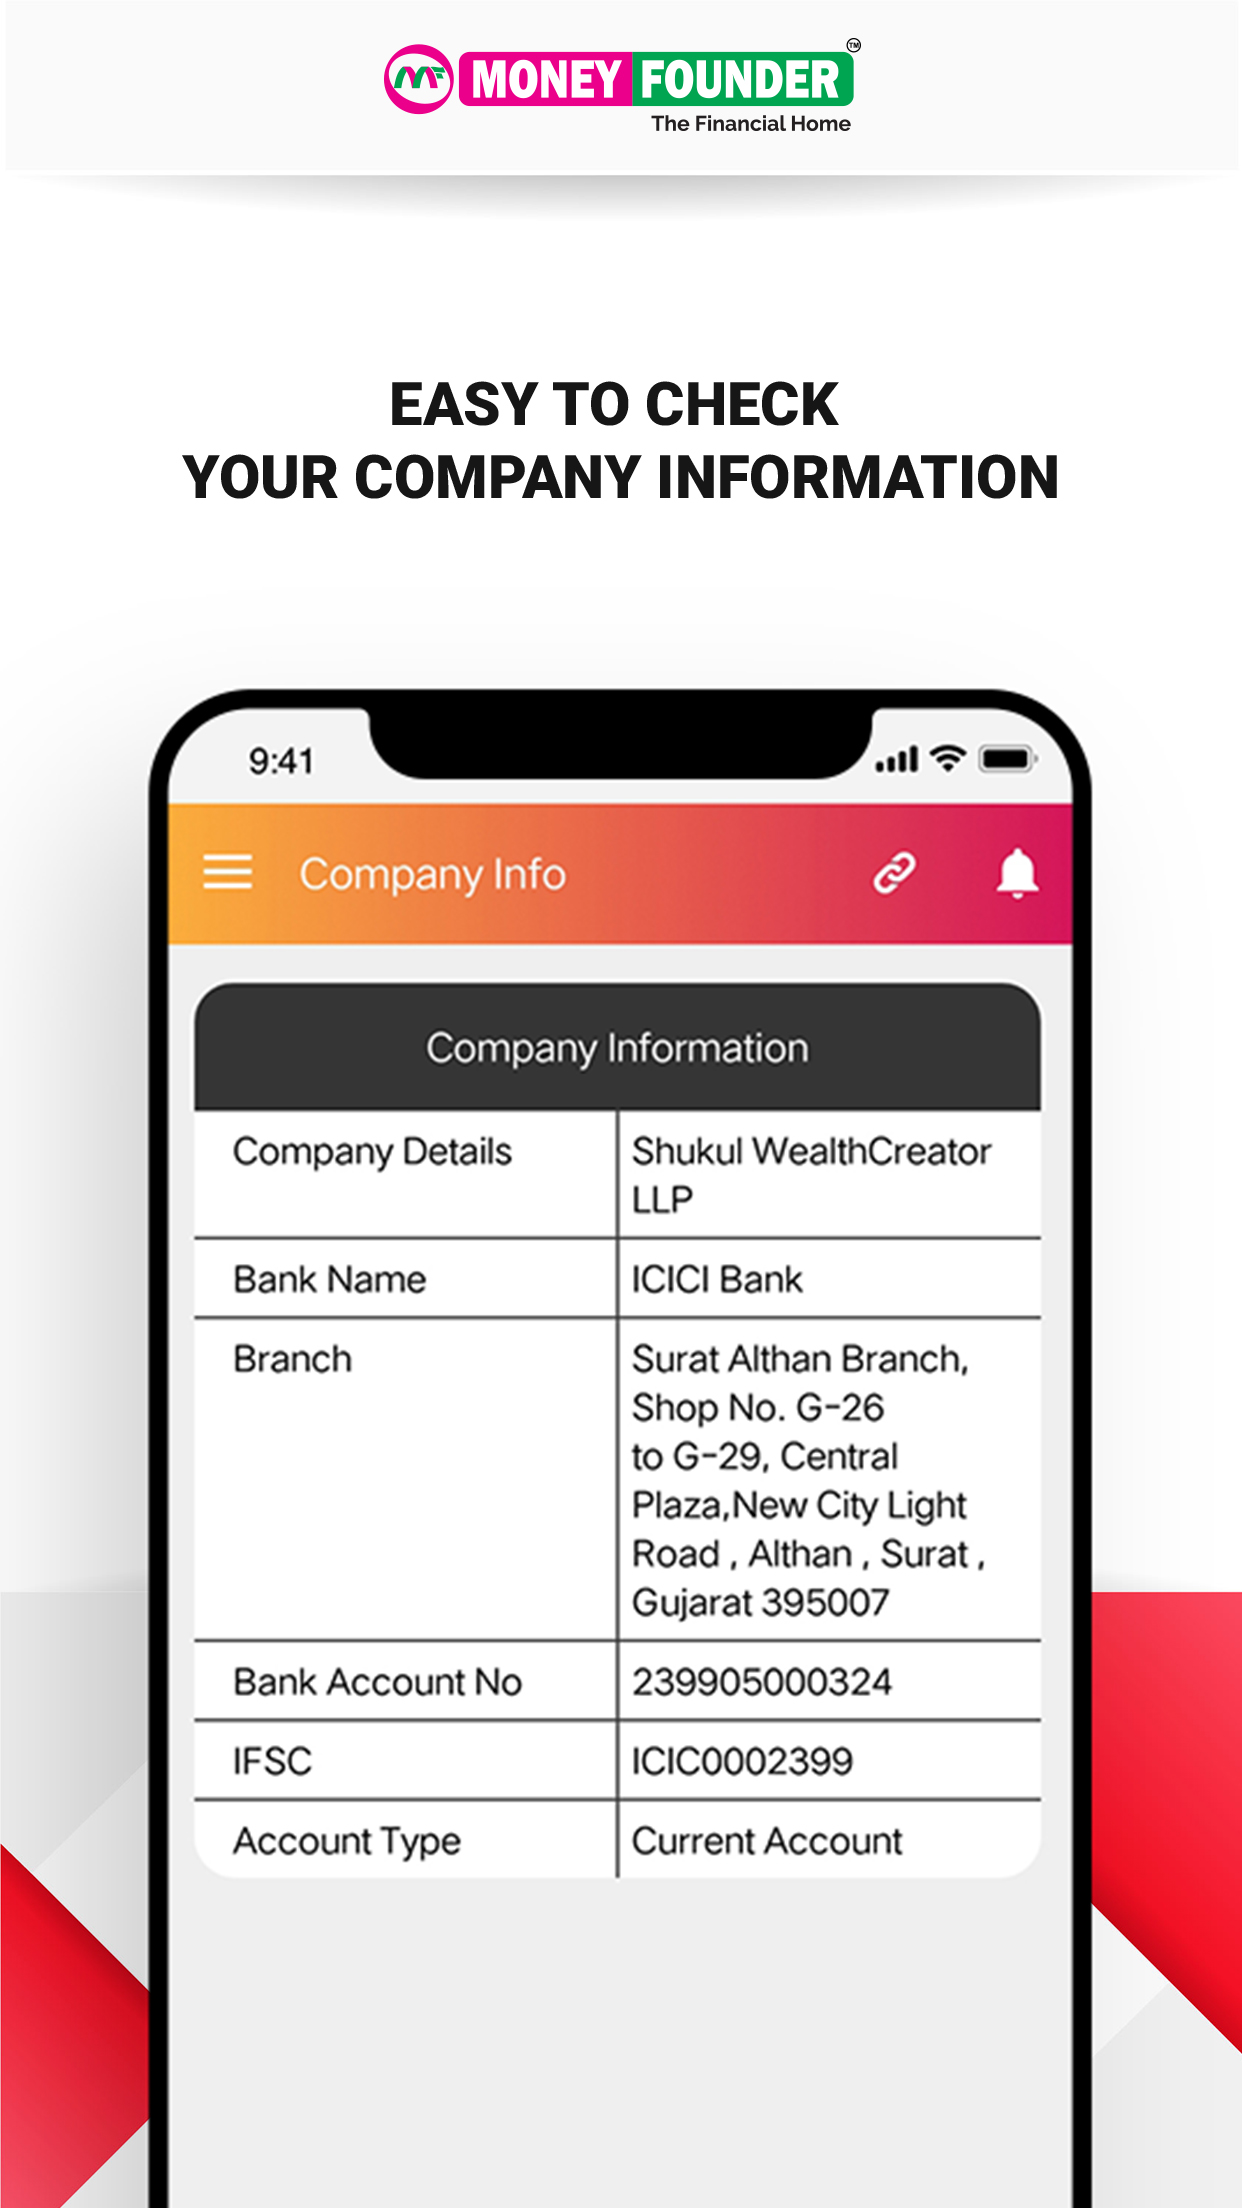 MF MONEY FOUNDER TM
The Financial Home
EASY TO CHECK
YOUR COMPANY INFORMATION
9:41
Company Info
Company Information
Company Details
Shukul WealthCreator
LLP
Bank Name
ICICI Bank
Branch
Surat Althan Branch,
Shop No. G-26
to G-29, Central
Plaza,New City Light
Road , Althan , Surat ,
Gujarat 395007
Bank Account No
239905000324
IFSC
ICIC0002399
Account Type
Current Account